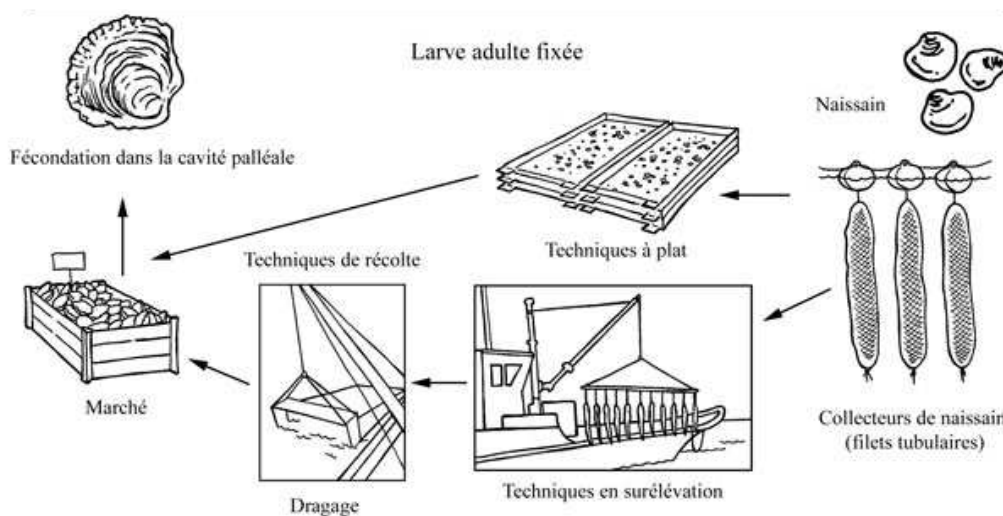 Larve adulte fixée
Naissain
Fécondation dans la cavité palléale
Techniques à plat
Techniques de récolte
Marché
Collecteurs de naissain
(filets tubulaires)
Techniques en surélévation
Dragage